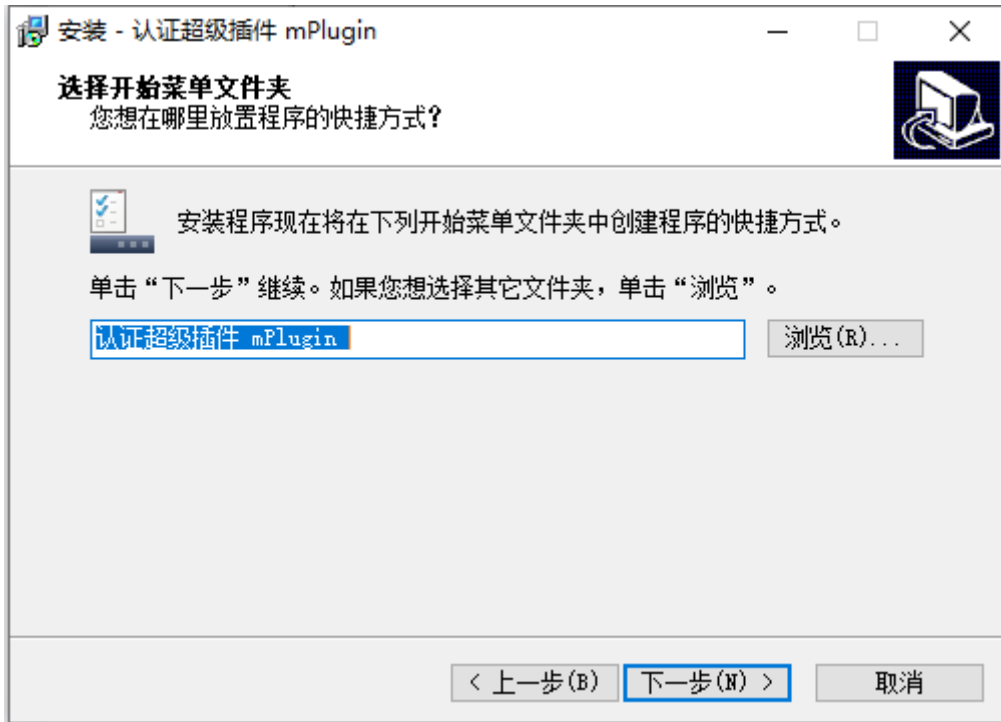 安装 - 认证超级插件 mPlugin
选择开始菜单文件夹
您想在哪里放置程序的快捷方式?
安装程序现在将在下列开始菜单文件夹中创建程序的快捷方式。
单击“下一步”继续。如果您想选择其它文件夹，单击“浏览”。
认证超级插件 mPlugin
浏览(R)...
< 上一步(B)
下一步(N) >
取消